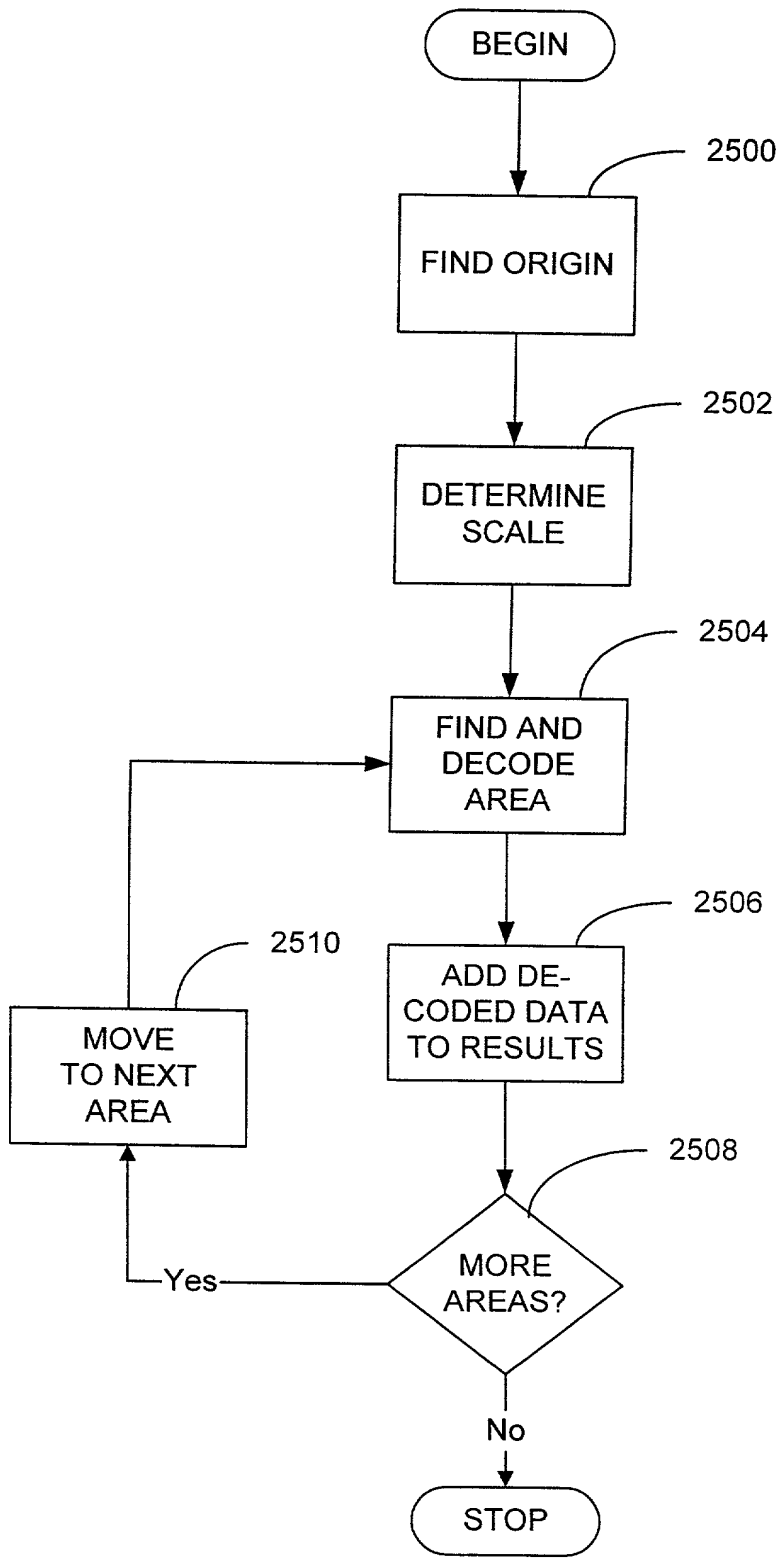 BEGIN
2500
FIND ORIGIN
2502
DETERMINE
SCALE
2504
FIND AND
DECODE
AREA
2506
ADD DE-
CODED DATA
TO RESULTS
2510
MOVE
TO NEXT
AREA
2508
MORE
AREAS?
Yes
No
STOP